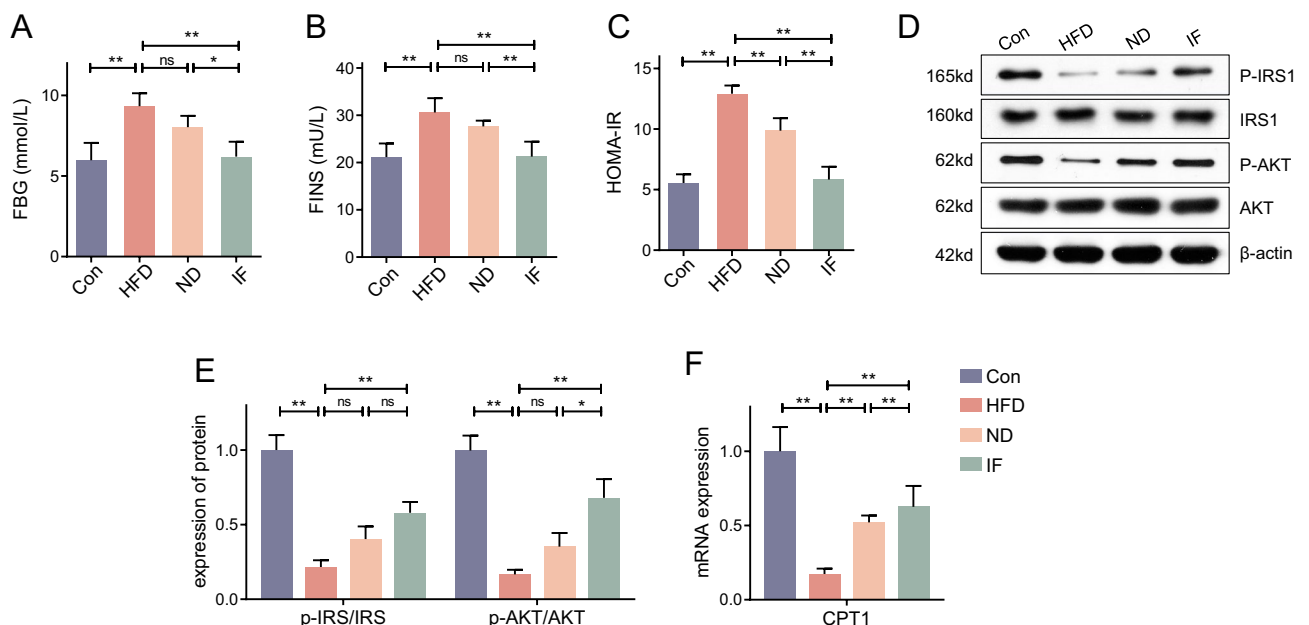 A
FBG (mmol/L)
10
5
0
**
**
ns
*
Con
HFD
ND
IF
B
FINS (mU/L)
40
30
20
10
0
**
**
ns
**
Con
HFD
ND
IF
C
HOMA-IR
15
10
5
0
**
**
**
**
Con
HFD
ND
IF
D
Con
HFD
ND
IF
165kd
P-IRS1
160kd
IRS1
62kd
P-AKT
62kd
AKT
42kd
β-actin
E
expression of protein
1.0
0.5
0.0
**
**
ns
ns
**
**
ns
*
p-IRS/IRS
p-AKT/AKT
F
mRNA expression
1.0
0.5
0.0
**
**
**
**
CPT1
Con
HFD
ND
IF